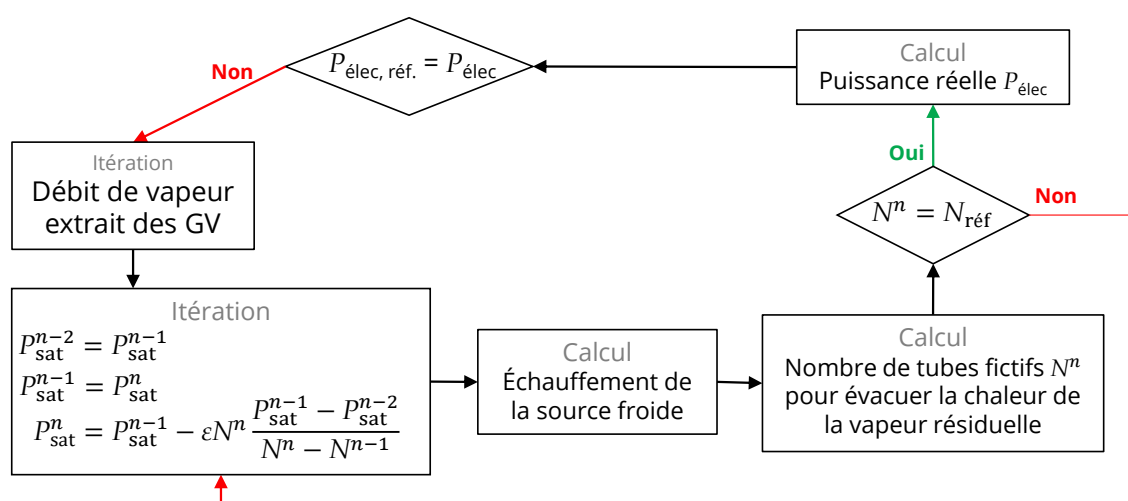 P_élec, réf. = P_élec
Non
Calcul
Puissance réelle P_élec
Itération
Débit de vapeur
extrait des GV
Oui
N^n = N_réf
Non
Itération
P_sat^{n-2} = P_sat^{n-1}
P_sat^{n-1} = P_sat^n
P_sat^n = P_sat^{n-1} − εN^n (P_sat^{n-1} − P_sat^{n-2})/(N^n − N^{n-1})
Calcul
Échauffement de
la source froide
Calcul
Nombre de tubes fictifs N^n
pour évacuer la chaleur de
la vapeur résiduelle